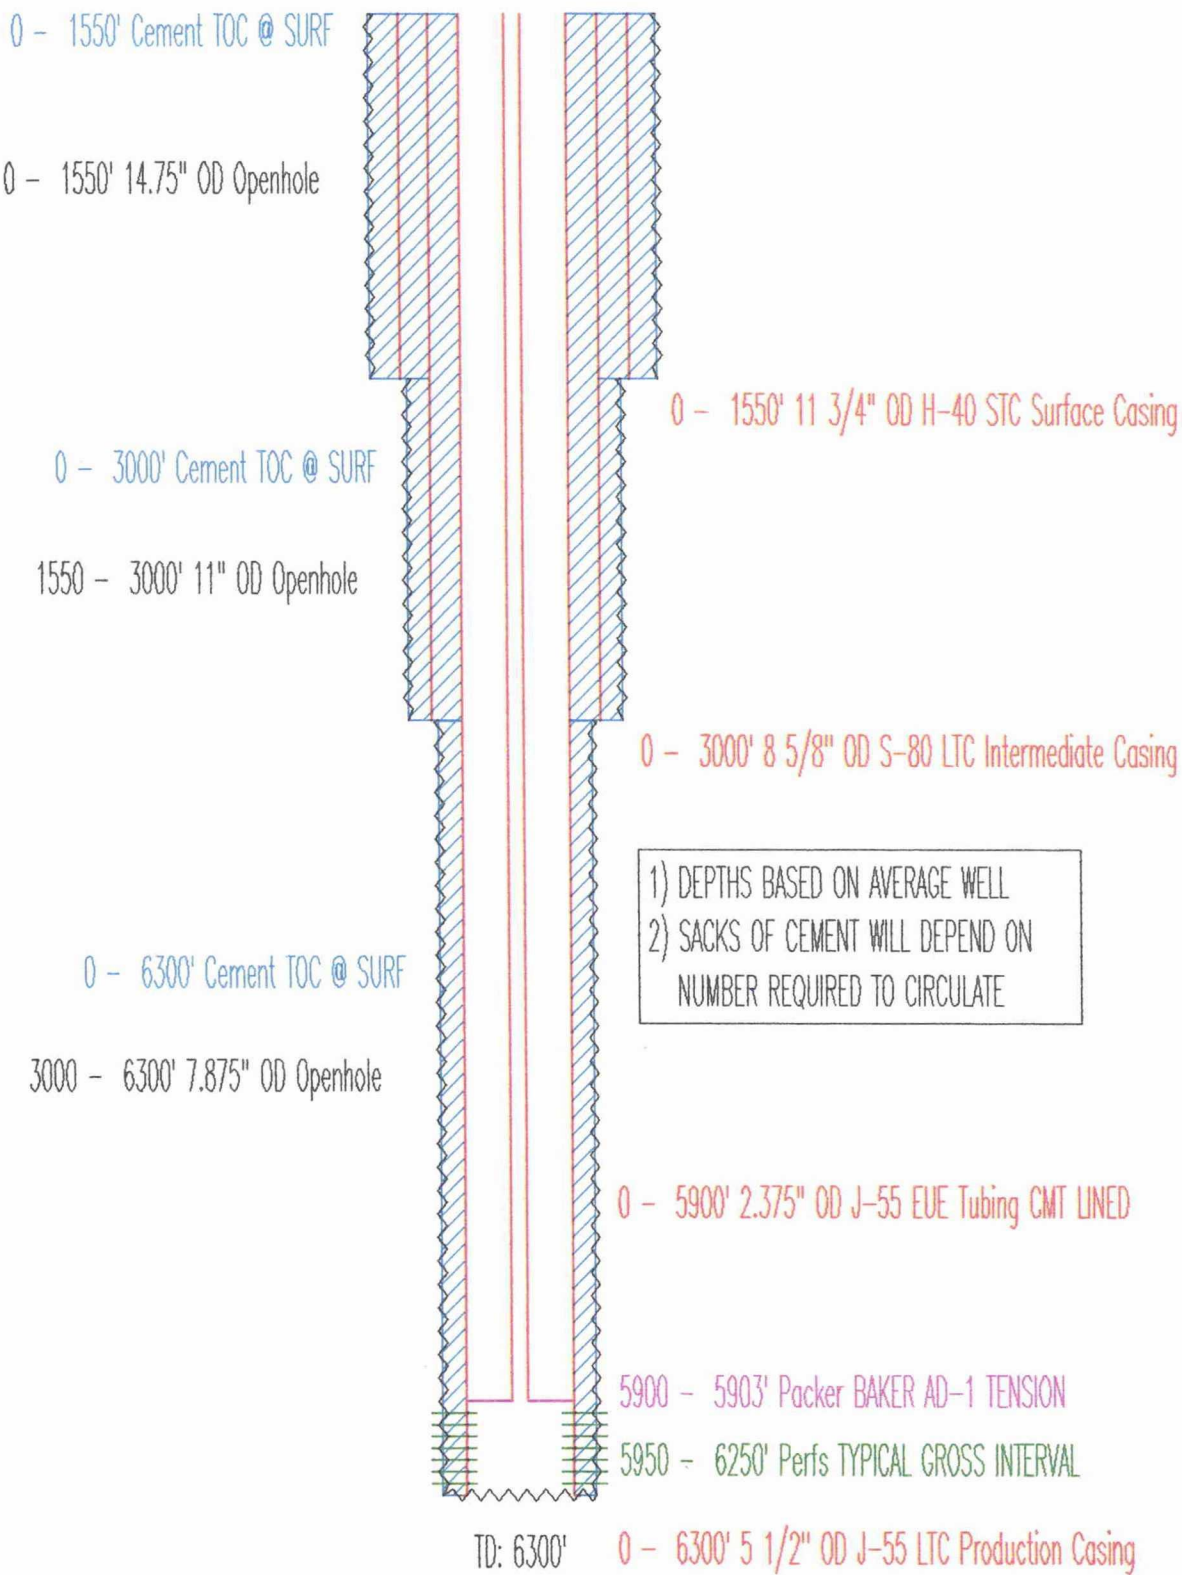 0 - 1550' Cement TOC @ SURF
0 - 1550' 14.75" OD Openhole
0 - 1550' 11 3/4" OD H-40 STC Surface Casing
0 - 3000' Cement TOC @ SURF
1550 - 3000' 11" OD Openhole
0 - 3000' 8 5/8" OD S-80 LTC Intermediate Casing
1) DEPTHS BASED ON AVERAGE WELL
2) SACKS OF CEMENT WILL DEPEND ON
NUMBER REQUIRED TO CIRCULATE
0 - 6300' Cement TOC @ SURF
3000 - 6300' 7.875" OD Openhole
0 - 5900' 2.375" OD J-55 EUE Tubing CMT LINED
5900 - 5903' Packer BAKER AD-1 TENSION
5950 - 6250' Perfs TYPICAL GROSS INTERVAL
TD: 6300'
0 - 6300' 5 1/2" OD J-55 LTC Production Casing